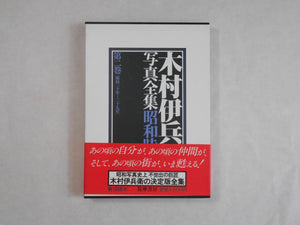 木村伊兵
写真全集昭和時
第二巻
あの頃の自分が、あの頃の仲間が、
そして、あの頃の街が、いま甦える!
昭和写真史上 不世出の巨匠
木村伊兵衛の決定版全集